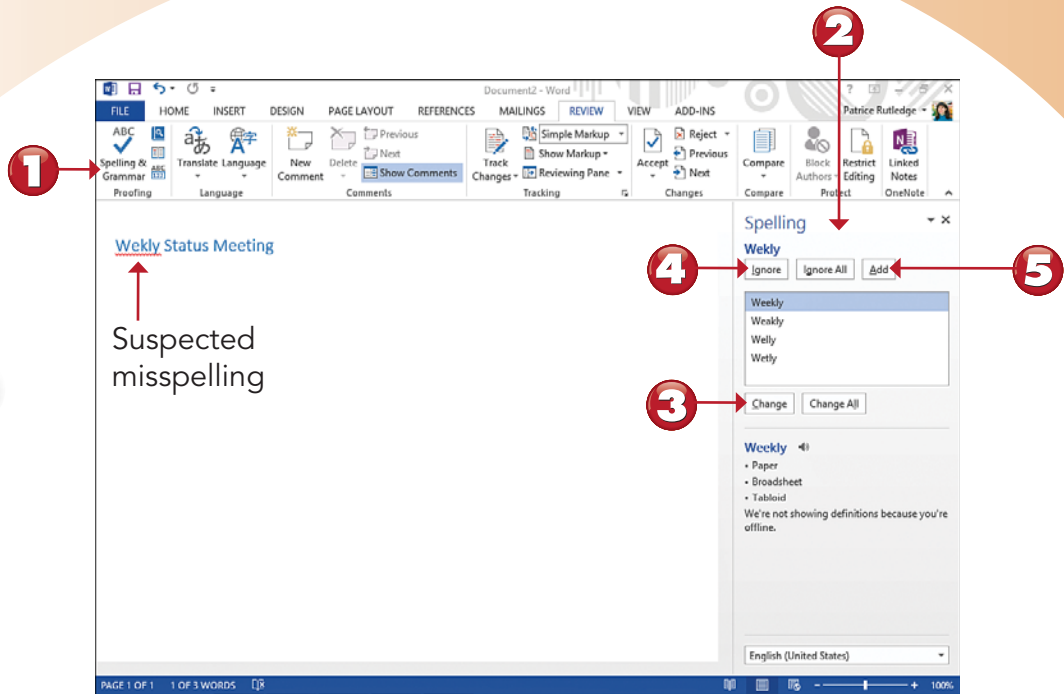 2
Document2 - Word
FILE HOME INSERT DESIGN PAGE LAYOUT REFERENCES MAILINGS REVIEW VIEW ADD-INS Patrice Rutledge
1
ABC
Spelling & Grammar
Translate Language
New Comment
Delete
Previous
Next
Show Comments
Track Changes
Simple Markup
Show Markup
Reviewing Pane
Accept
Reject
Previous
Next
Compare
Block Authors
Restrict Editing
Linked Notes
Proofing Language Comments Tracking Changes Compare Protect OneNote
Wekly Status Meeting
Suspected
misspelling
Spelling
Wekly
4
Ignore Ignore All Add
5
Weekly
Weakly
Welly
Wetly
3
Change Change All
Weekly
• Paper
• Broadsheet
• Tabloid
We're not showing definitions because you're
offline.
English (United States)
PAGE 1 OF 1 1 OF 3 WORDS 100%